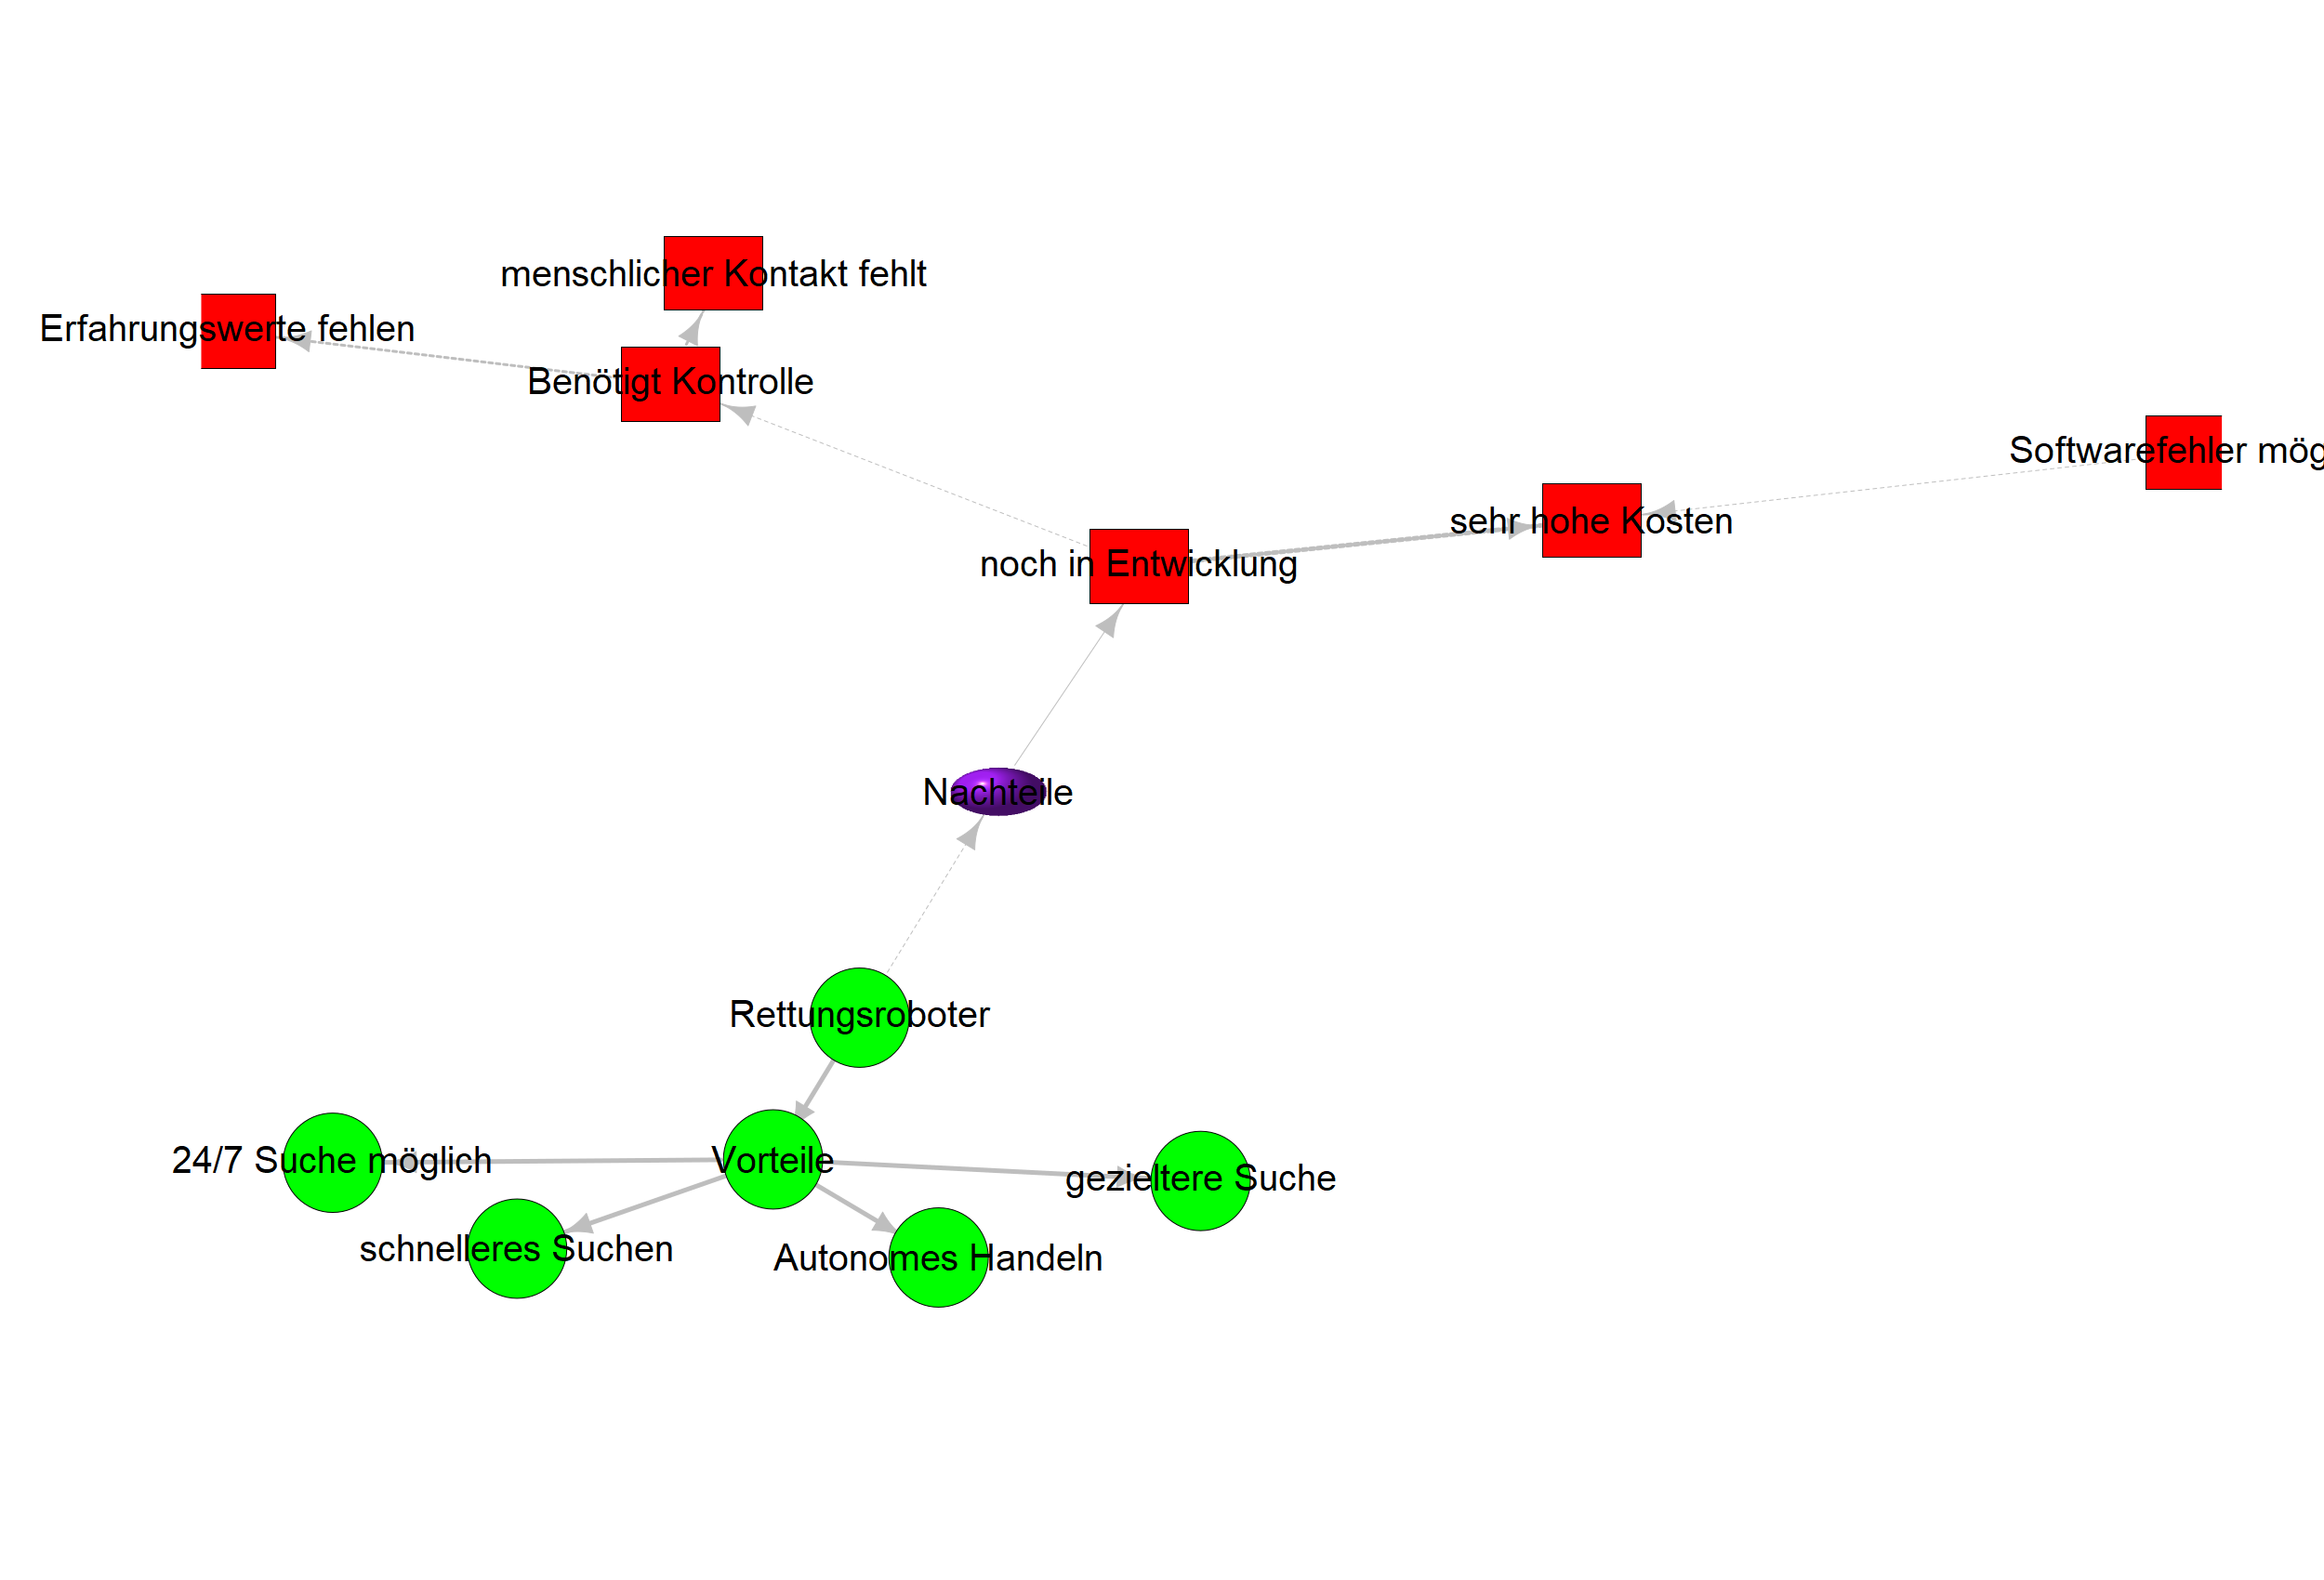 menschlicher Kontakt fehlt
Erfahrungswerte fehlen
Benötigt Kontrolle
Softwarefehler mög
sehr hohe Kosten
noch in Entwicklung
Nachteile
Rettungsroboter
24/7 Suche möglich
Vorteile
gezieltere Suche
schnelleres Suchen
Autonomes Handeln